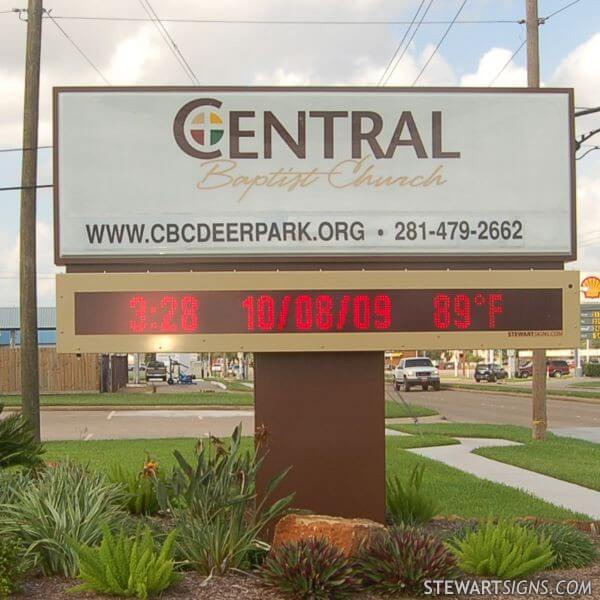 CENTRAL
Baptist Church
WWW.CBCDEERPARK.ORG • 281-479-2662
3:28 10/08/09 89°F
STEWARTSIGNS.COM
STEWARTSIGNS.COM